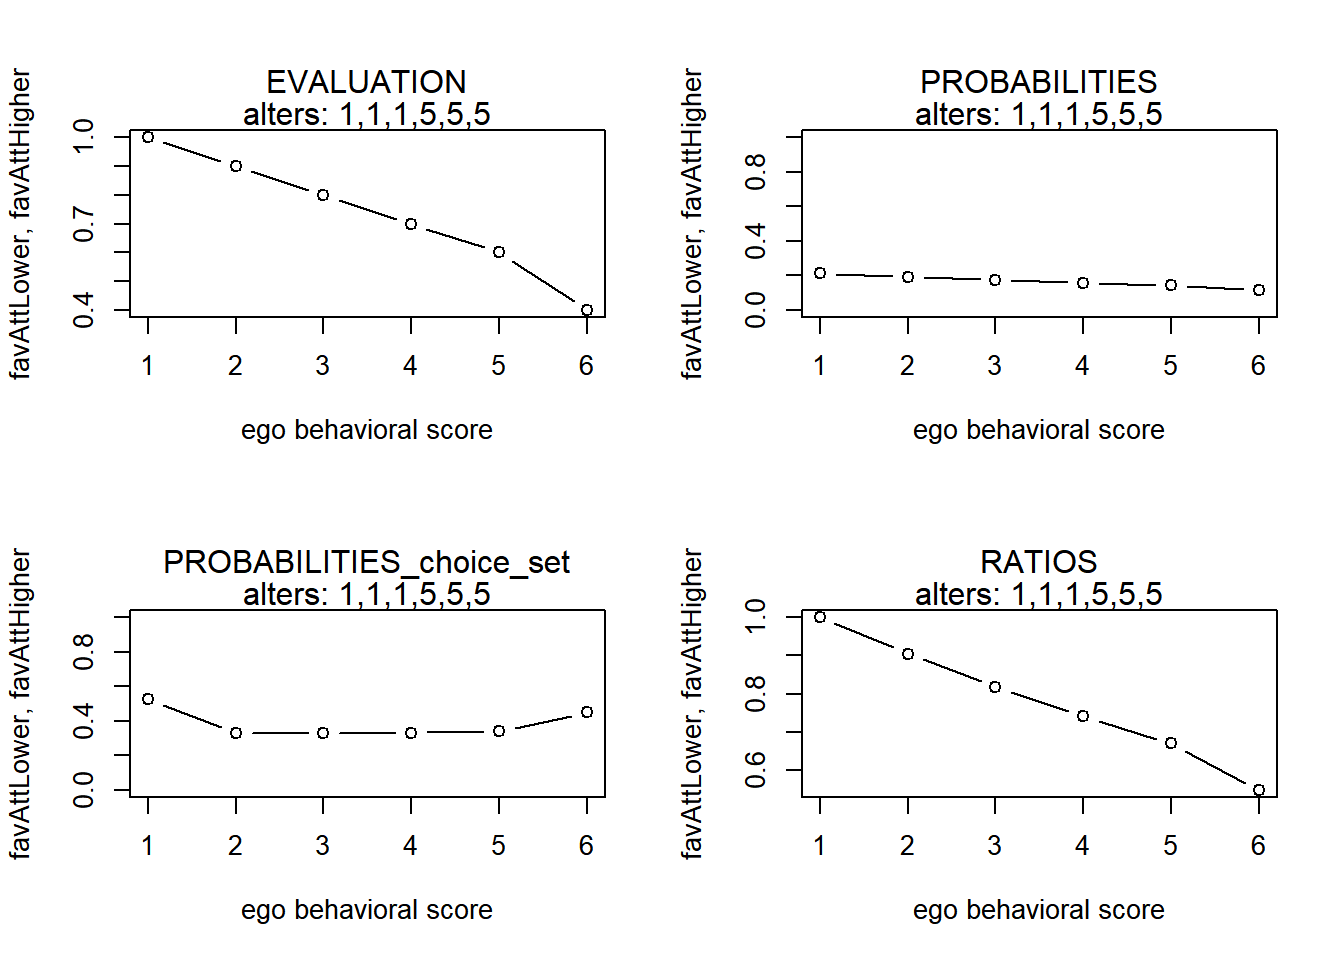 EVALUATION
alters: 1,1,1,5,5,5
favAttLower, favAttHigher
1.0
0.7
0.4
1 2 3 4 5 6
ego behavioral score
PROBABILITIES
alters: 1,1,1,5,5,5
favAttLower, favAttHigher
0.8
0.4
0.0
1 2 3 4 5 6
ego behavioral score
PROBABILITIES_choice_set
alters: 1,1,1,5,5,5
favAttLower, favAttHigher
0.8
0.4
0.0
1 2 3 4 5 6
ego behavioral score
RATIOS
alters: 1,1,1,5,5,5
favAttLower, favAttHigher
1.0
0.8
0.6
1 2 3 4 5 6
ego behavioral score